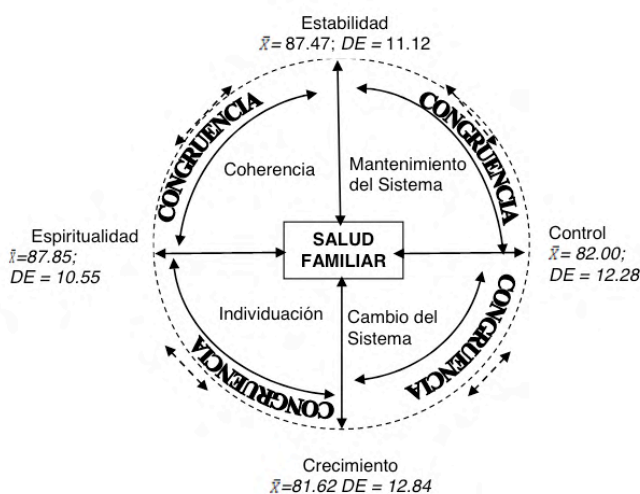 Estabilidad
X̄ = 87.47; DE = 11.12
CONGRUENCIA
CONGRUENCIA
Coherencia
Mantenimiento
del Sistema
Espiritualidad
X̄=87.85;
DE = 10.55
SALUD
FAMILIAR
Control
X̄ = 82.00;
DE = 12.28
Individuación
Cambio del
Sistema
CONGRUENCIA
CONGRUENCIA
Crecimiento
X̄=81.62 DE = 12.84